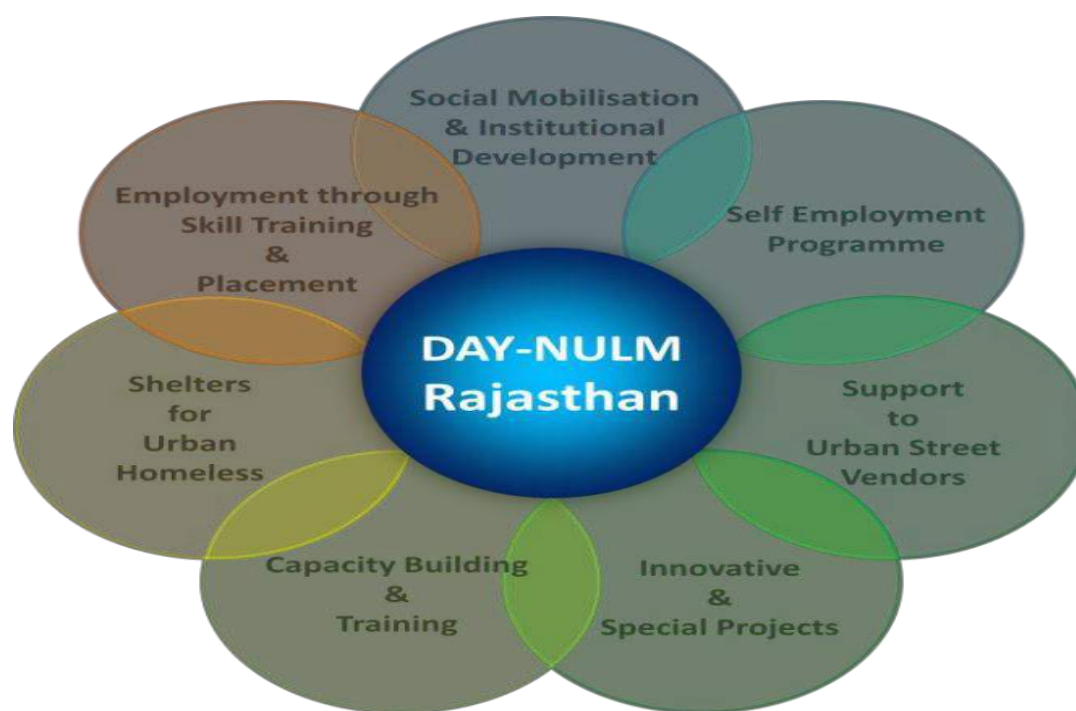 Social Mobilisation
& Institutional
Development
Self Employment
Programme
Support
to
Urban Street
Vendors
Innovative
&
Special Projects
Capacity Building
&
Training
Shelters
for
Urban
Homeless
Employment through
Skill Training
&
Placement
DAY-NULM
Rajasthan